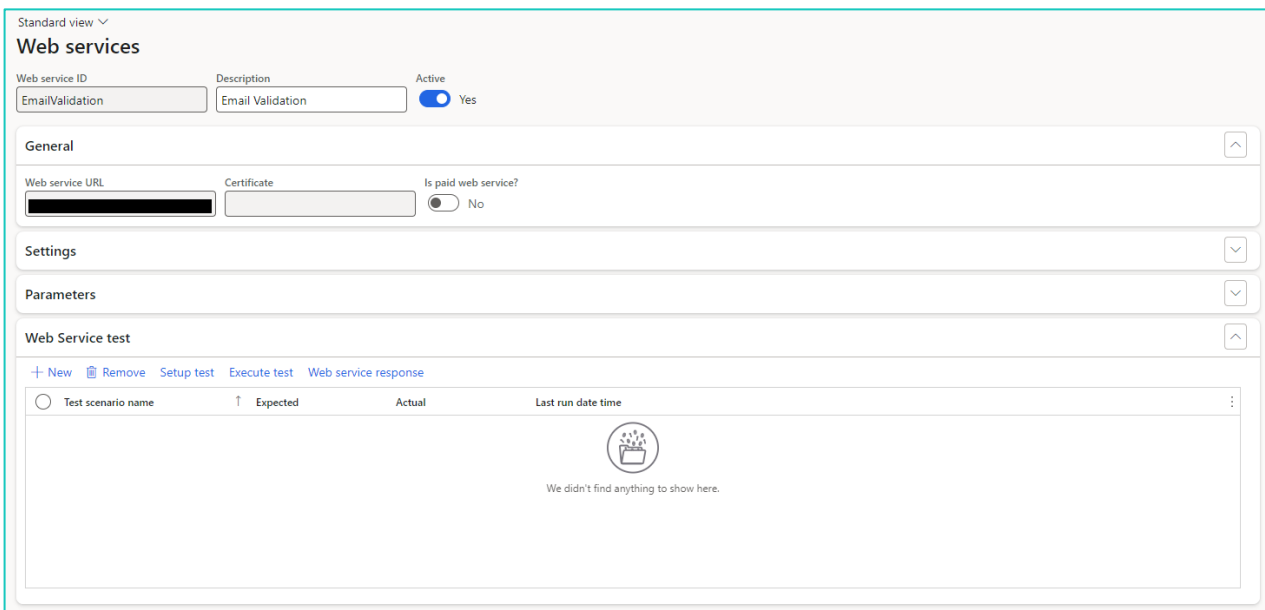 Standard view
Web services
Web service ID Description Active
EmailValidation Email Validation Yes
General
Web service URL Certificate Is paid web service?
No
Settings
Parameters
Web Service test
New Remove Setup test Execute test Web service response
Test scenario name Expected Actual Last run date time
We didn't find anything to show here.